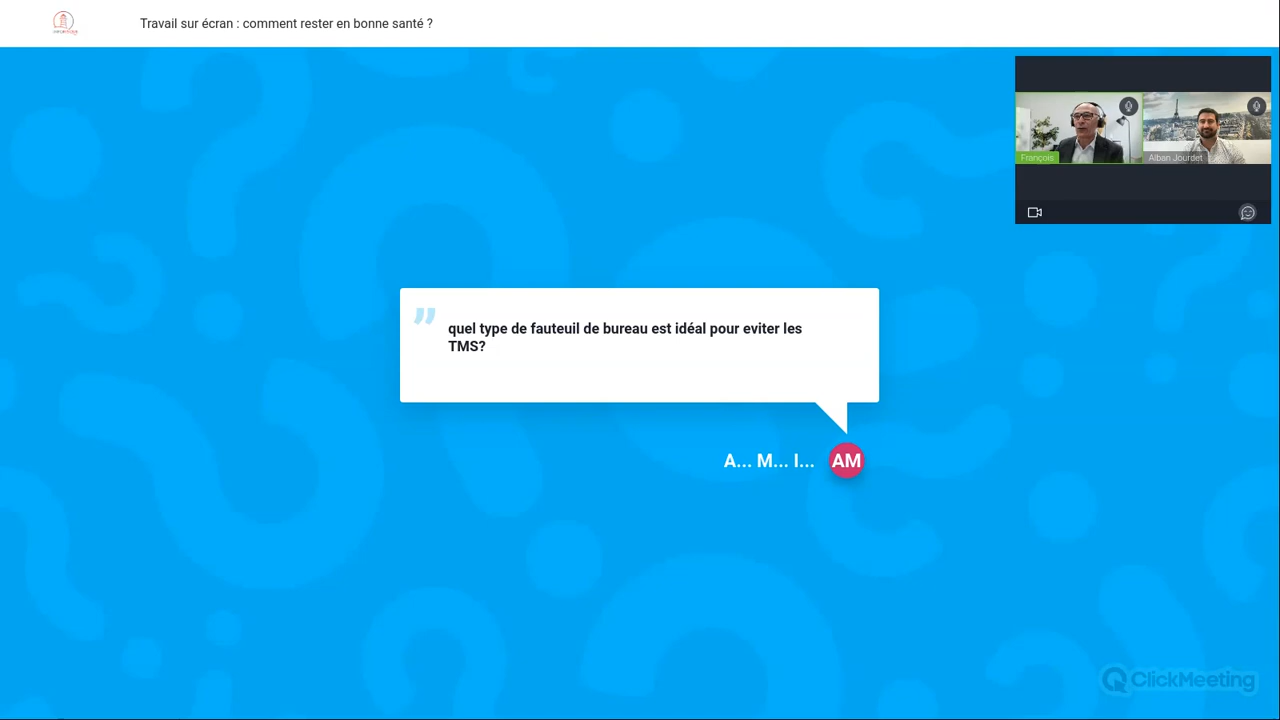 Travail sur écran : comment rester en bonne santé ?
François
Alban Jourdet
”
quel type de fauteuil de bureau est idéal pour eviter les
TMS?
A... M... I...
AM
ClickMeeting